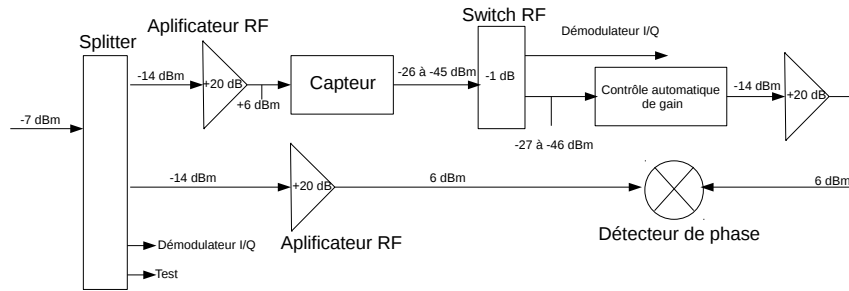 Splitter
Aplificateur RF
Switch RF
Démodulateur I/Q
-14 dBm
+20 dB
+6 dBm
Capteur
-26 à -45 dBm
-1 dB
Contrôle automatique
de gain
-14 dBm
+20 dB
-7 dBm
-27 à -46 dBm
-14 dBm
+20 dB
6 dBm
6 dBm
Aplificateur RF
Détecteur de phase
Démodulateur I/Q
Test